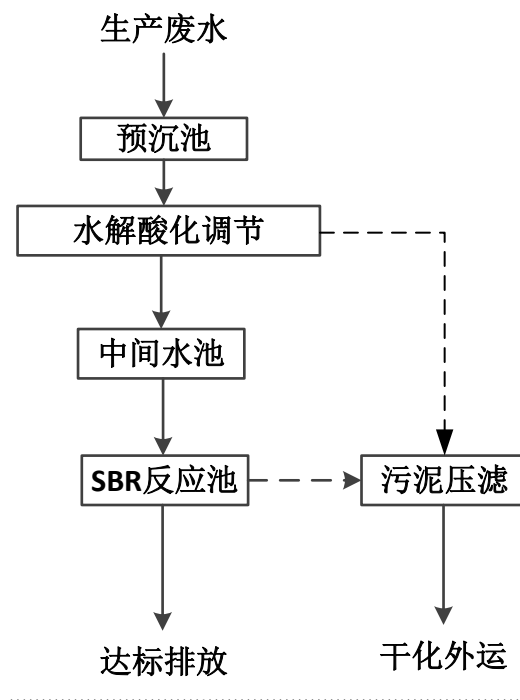 生产废水
预沉池
水解酸化调节
中间水池
SBR反应池
污泥压滤
达标排放
干化外运